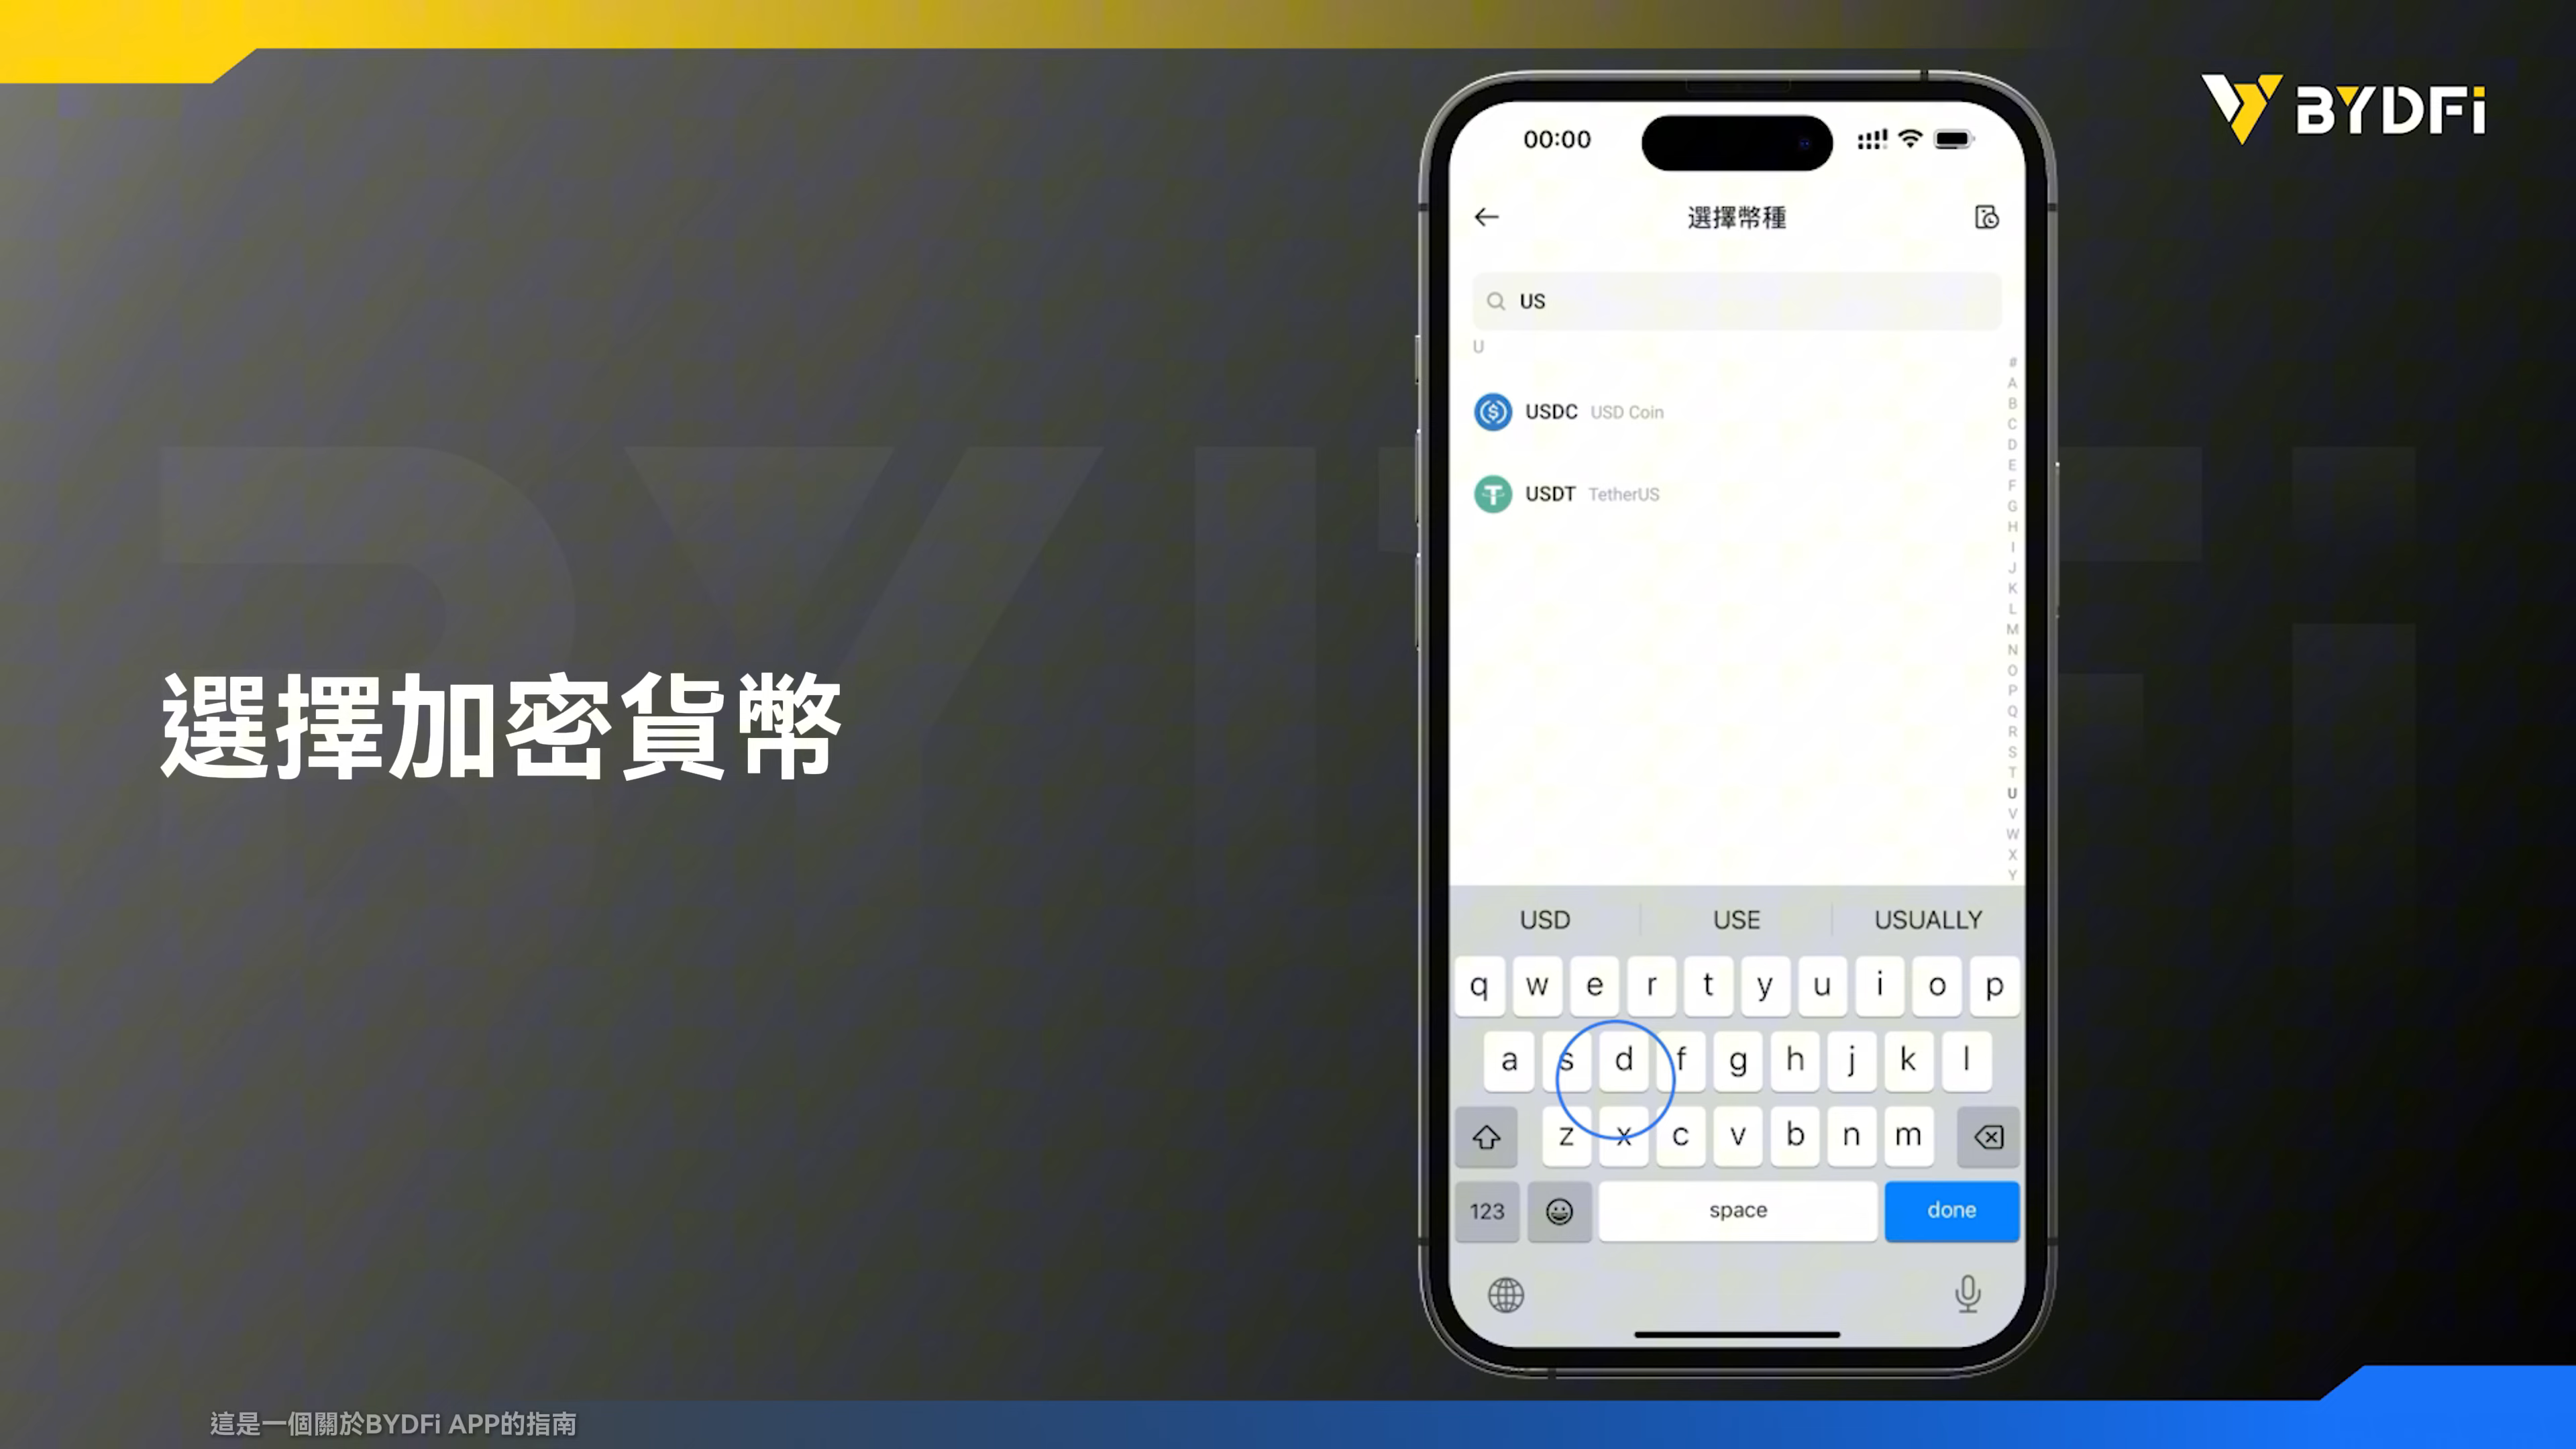 BYDFi
00:00
選擇幣種
US
U
USDC USD Coin
USDT TetherUS
#
A
B
C
D
E
F
G
H
I
J
K
L
M
N
O
P
Q
R
S
T
U
V
W
X
Y
選擇加密貨幣
USD USE USUALLY
q w e r t y u i o p
a s d f g h j k l
z x c v b n m
123 space done
這是一個關於BYDFi APP的指南